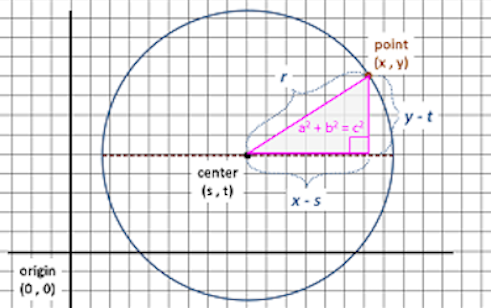 point
(x, y)
r
a² + b² = c²
y - t
center
(s, t)
x - s
origin
(0, 0)